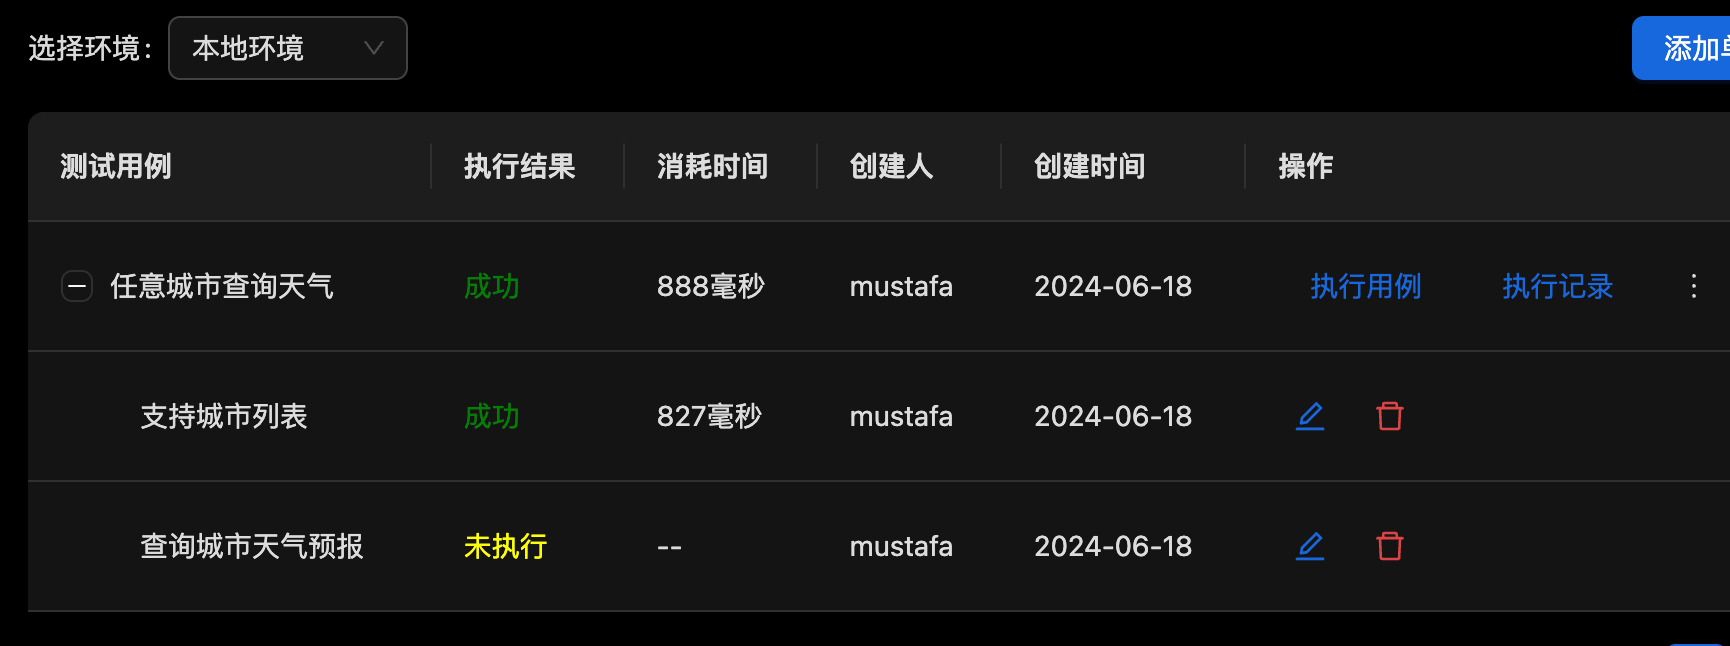 选择环境: 本地环境 添加
测试用例 执行结果 消耗时间 创建人 创建时间 操作
任意城市查询天气 成功 888毫秒 mustafa 2024-06-18 执行用例 执行记录
支持城市列表 成功 827毫秒 mustafa 2024-06-18
查询城市天气预报 未执行 -- mustafa 2024-06-18